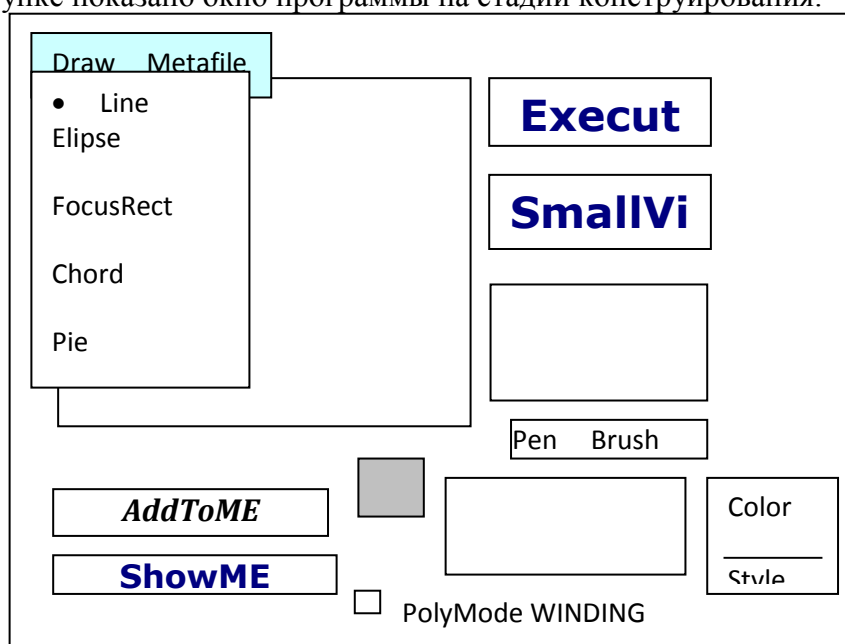 унке показано окно программы на стадии конструирования.
Draw Metafile
• Line
Elipse
FocusRect
Chord
Pie
Execut
SmallVi
Pen Brush
AddToME
ShowME
Color
Style
PolyMode WINDING